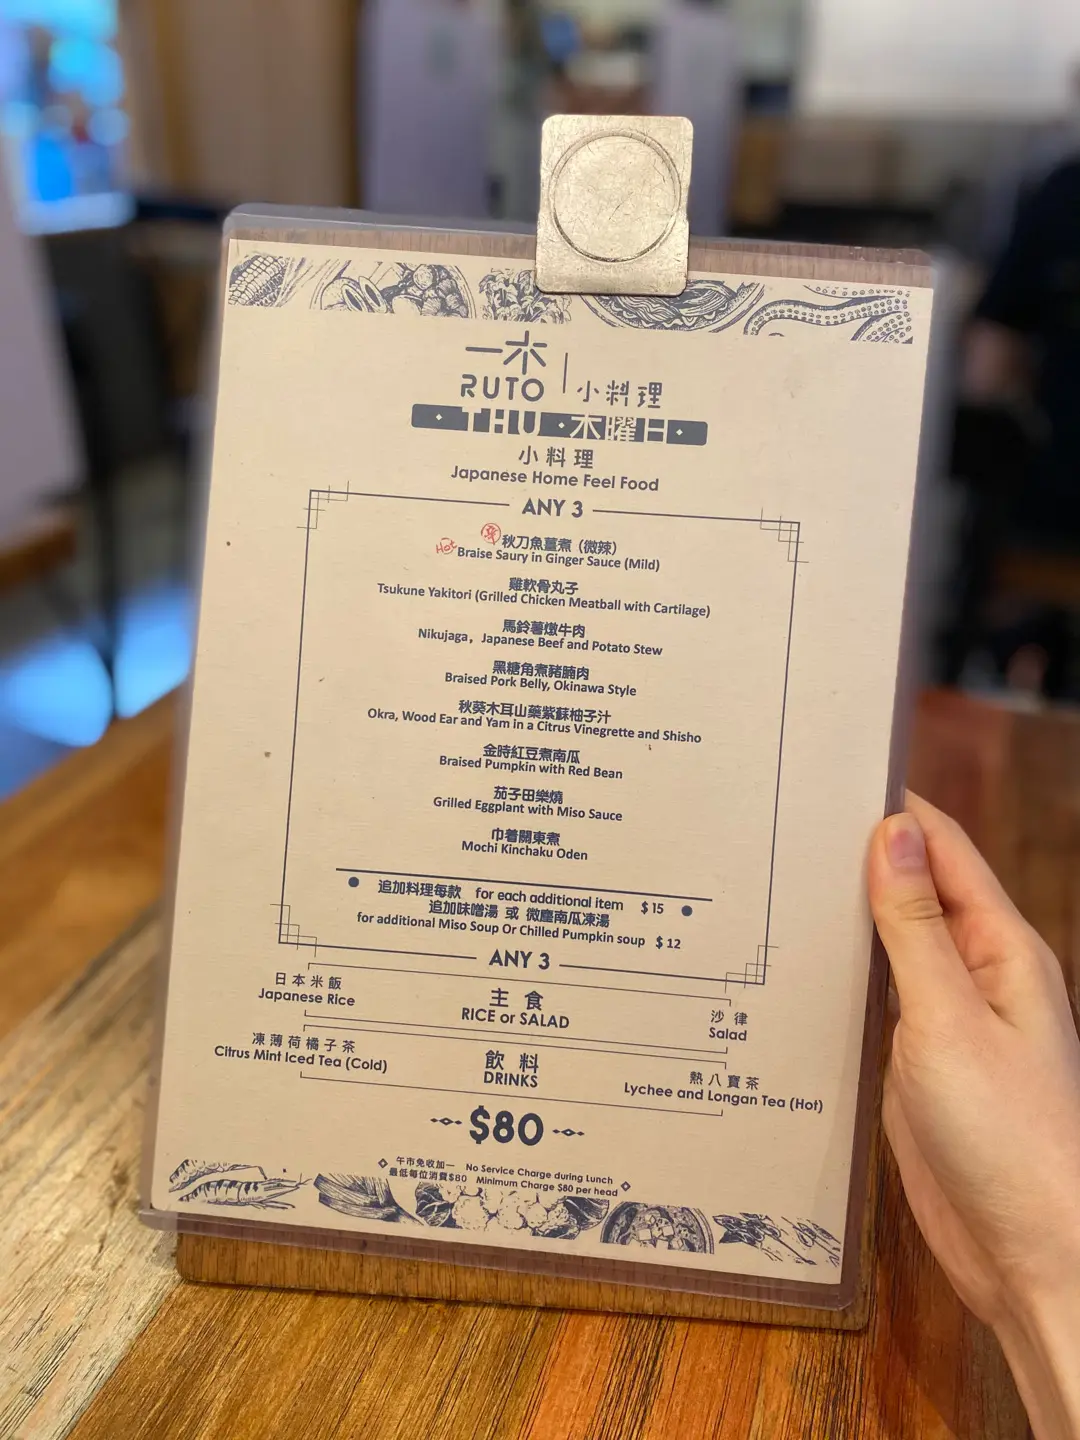 一木
RUTO
小料理
THU 木曜日
小料理
Japanese Home Feel Food
ANY 3
秋刀魚薑煮（微辣）
Hot Braise Saury in Ginger Sauce (Mild)
雞軟骨丸子
Tsukune Yakitori (Grilled Chicken Meatball with Cartilage)
馬鈴薯燉牛肉
Nikujaga, Japanese Beef and Potato Stew
黑糖角煮豬腩肉
Braised Pork Belly, Okinawa Style
秋葵木耳山藥紫蘇柚子汁
Okra, Wood Ear and Yam in a Citrus Vinegrette and Shisho
金時紅豆煮南瓜
Braised Pumpkin with Red Bean
茄子田樂燒
Grilled Eggplant with Miso Sauce
巾着關東煮
Mochi Kinchaku Oden
追加料理每款 for each additional item $15
追加味噌湯 或 微塵南瓜凍湯
for additional Miso Soup Or Chilled Pumpkin soup $12
ANY 3
日本米飯
Japanese Rice
主食
RICE or SALAD
沙律
Salad
凍薄荷橘子茶
Citrus Mint Iced Tea (Cold)
飲料
DRINKS
熱八寶茶
Lychee and Longan Tea (Hot)
$80
午市免收加一 No Service Charge during Lunch
最低每位消費$80 Minimum Charge $80 per head